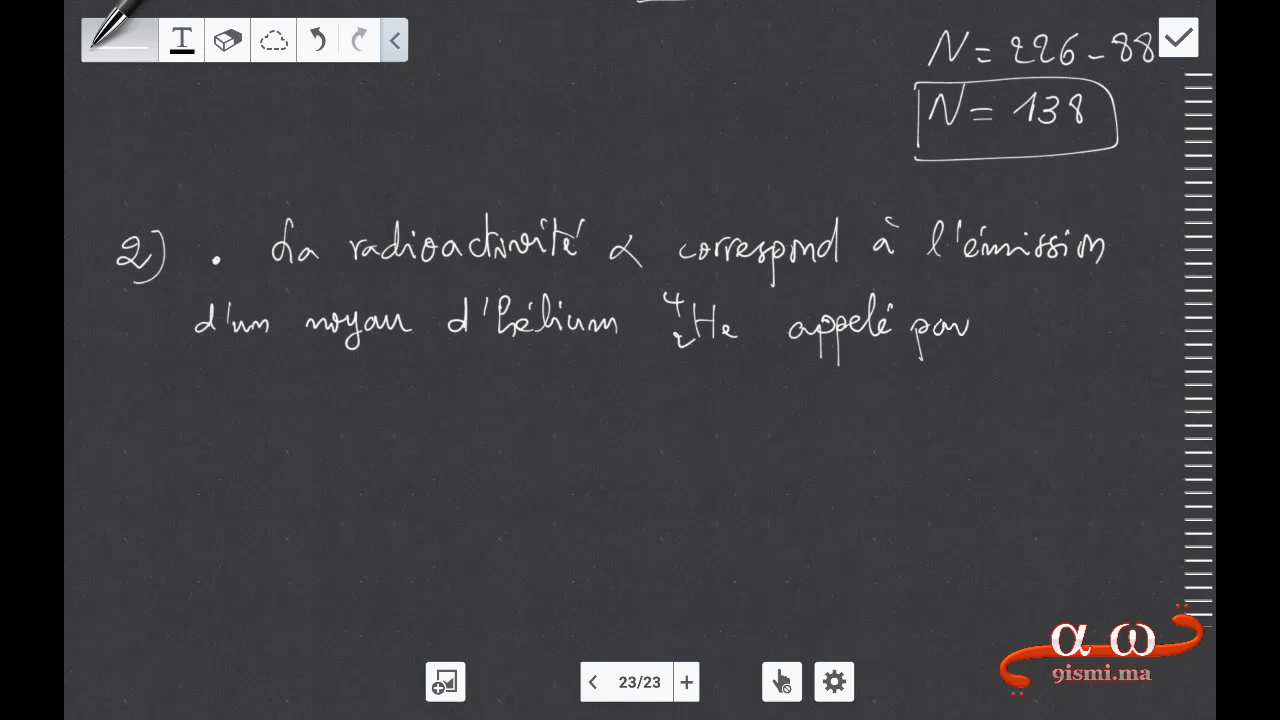 N = 226 - 88
N = 138
2) . La radioactivité α correspond à l'émission
d'un noyau d'hélium ⁴₂He appelé par
T
23/23
α ω
9ismi.ma